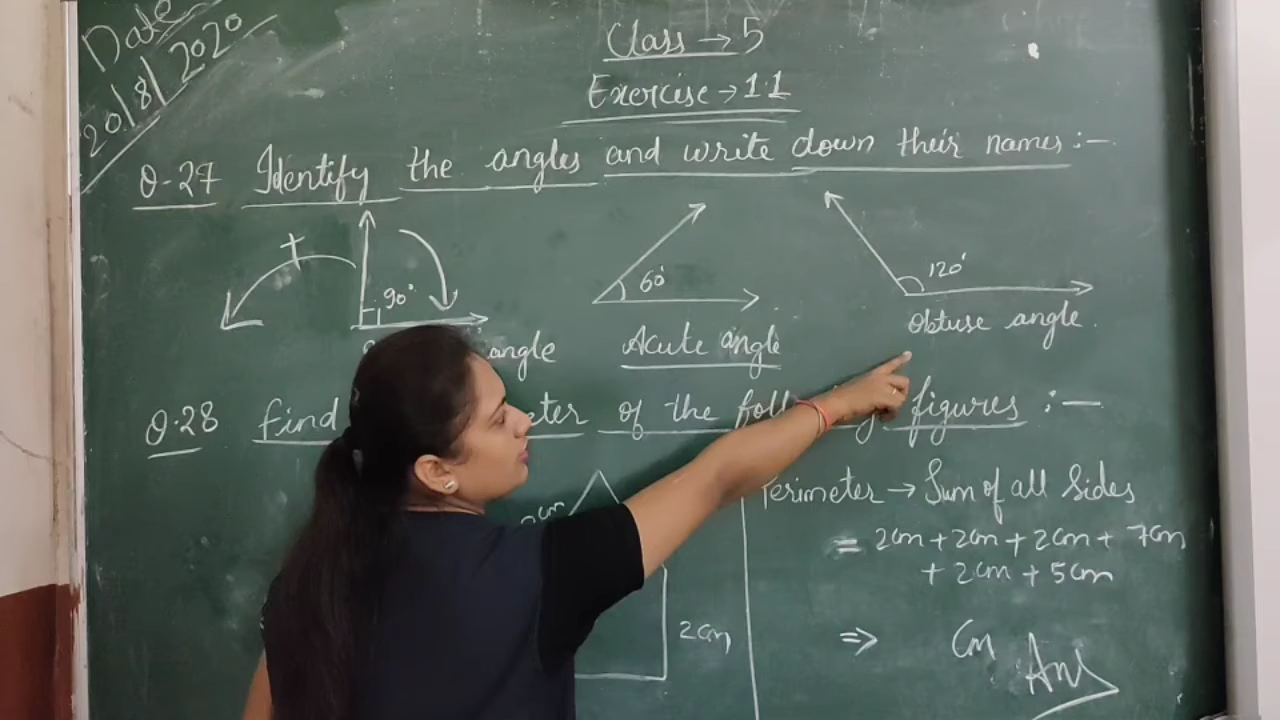 Date
20/8/2020
Class → 5
Exercise → 11
Q-27 Identify the angles and write down their names :-
90°
60°
120°
angle
Acute angle
Obtuse angle.
Q.28 Find of the figures :-
Perimeter → Sum of all Sides
= 2cm + 2cm + 2cm + 7cm
+ 2cm + 5cm
2cm
⇒ Cm Ans